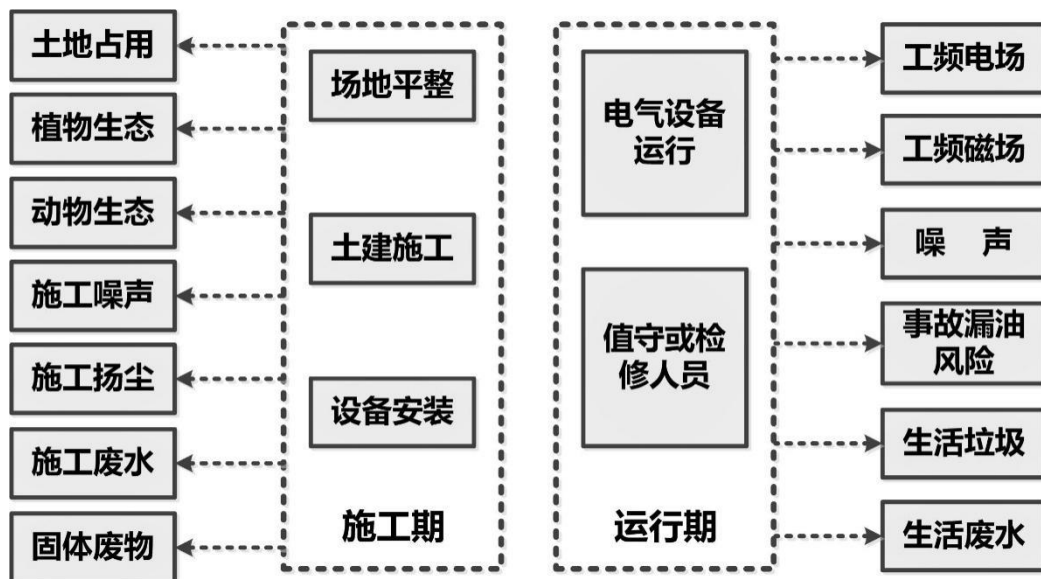 土地占用
植物生态
动物生态
施工噪声
施工扬尘
施工废水
固体废物
场地平整
土建施工
设备安装
施工期
电气设备
运行
值守或检
修人员
运行期
工频电场
工频磁场
噪 声
事故漏油
风险
生活垃圾
生活废水